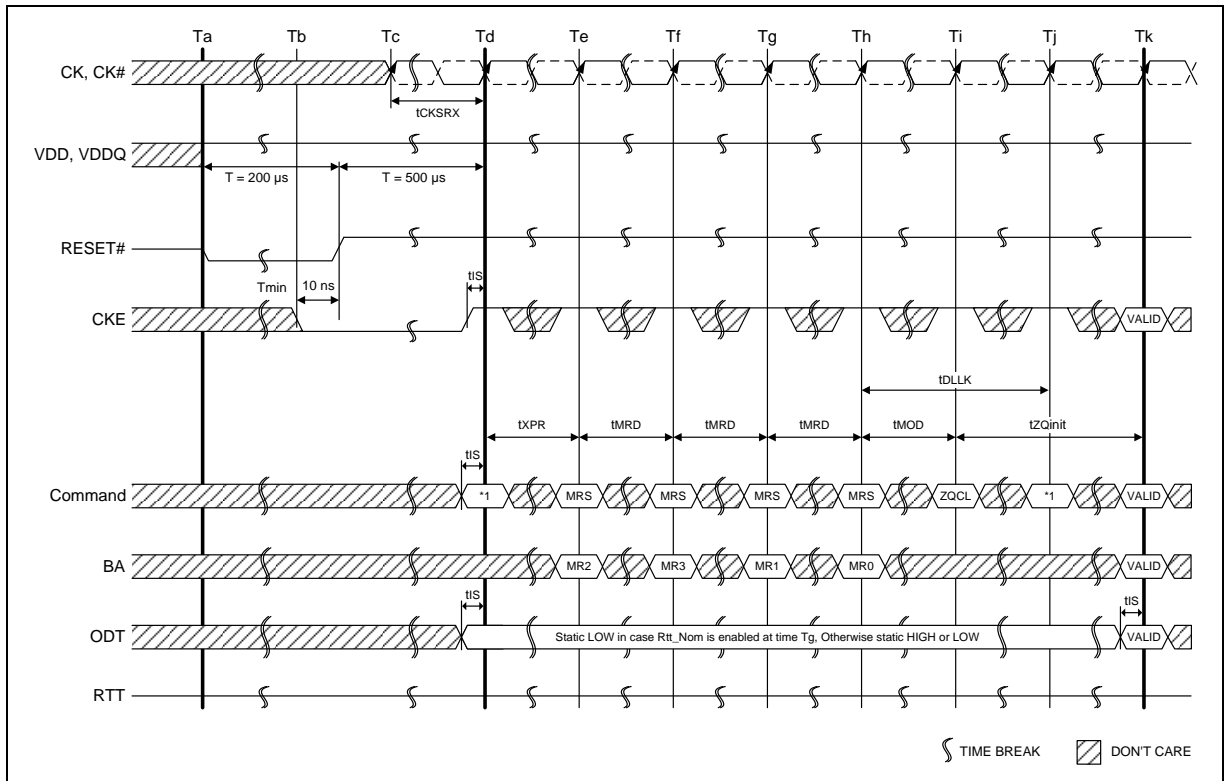 Ta Tb Tc Td Te Tf Tg Th Ti Tj Tk
CK, CK#
tCKSRX
VDD, VDDQ
T = 200 µs T = 500 µs
RESET#
Tmin 10 ns tIS
CKE VALID
tDLLK
tXPR tMRD tMRD tMRD tMOD tZQinit
tIS
Command *1 MRS MRS MRS MRS ZQCL *1 VALID
BA MR2 MR3 MR1 MR0 VALID
tIS tIS
ODT Static LOW in case Rtt_Nom is enabled at time Tg, Otherwise static HIGH or LOW VALID
RTT
TIME BREAK DON'T CARE